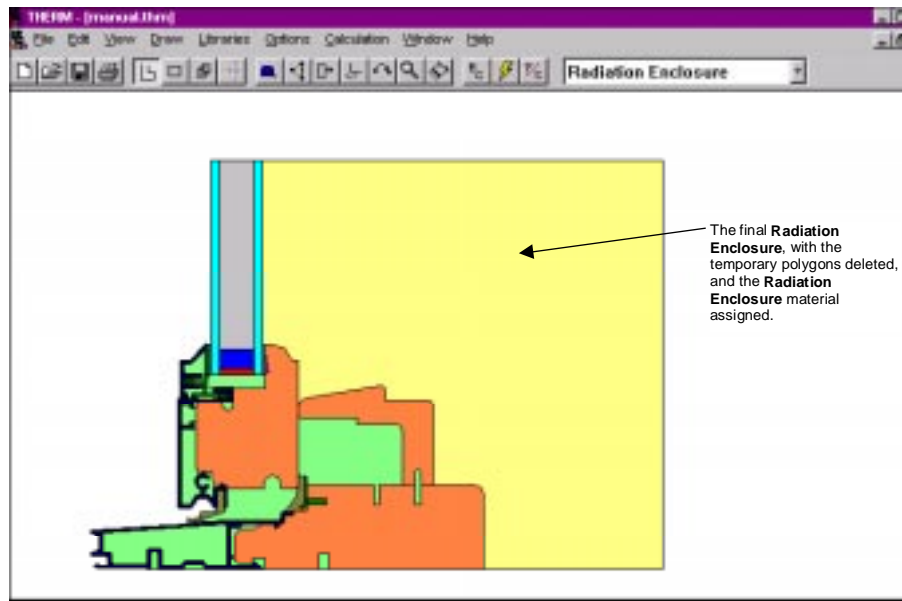 THERM - [manual.thm]
File Edit View Draw Libraries Options Calculation Window Help
Radiation Enclosure
The final Radiation
Enclosure, with the
temporary polygons deleted,
and the Radiation
Enclosure material
assigned.